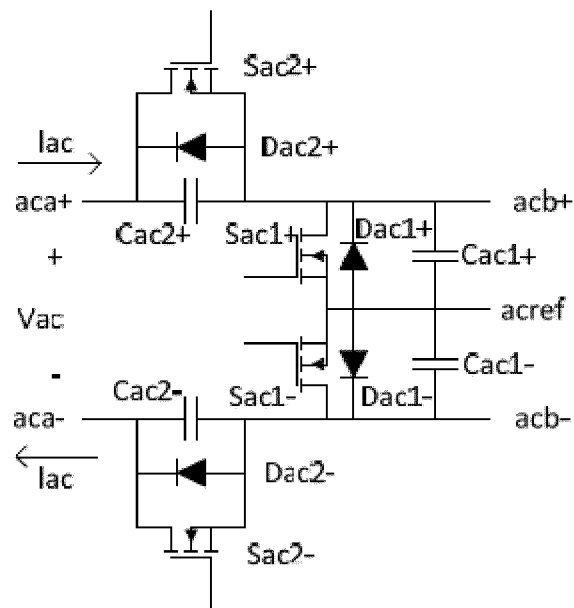 Sac2+
Iac
Dac2+
aca+
acb+
Cac2+
Sac1+
Dac1+
+
Cac1+
Vac
acref
-
Cac1-
Cac2-
Sac1-
Dac1-
aca-
acb-
Iac
Dac2-
Sac2-